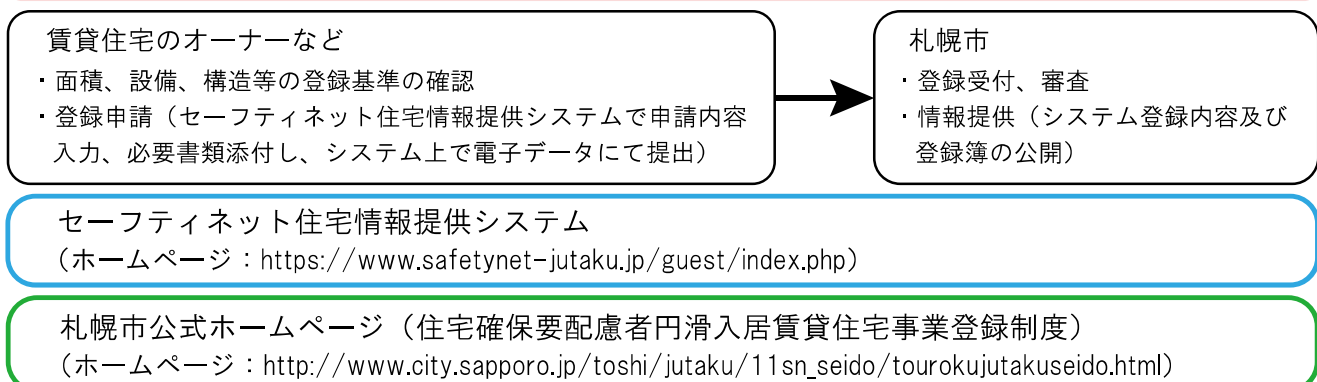 賃貸住宅のオーナーなど
・面積、設備、構造等の登録基準の確認
・登録申請（セーフティネット住宅情報提供システムで申請内容
入力、必要書類添付し、システム上で電子データにて提出）
札幌市
・登録受付、審査
・情報提供（システム登録内容及び
登録簿の公開）
セーフティネット住宅情報提供システム
（ホームページ：https://www.safetynet-jutaku.jp/guest/index.php）
札幌市公式ホームページ（住宅確保要配慮者円滑入居賃貸住宅事業登録制度）
（ホームページ：http://www.city.sapporo.jp/toshi/jutaku/11sn_seido/tourokujutakuseido.html）